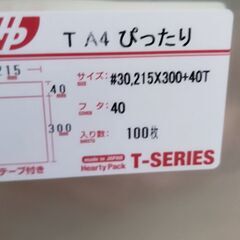 T A4 ぴったり
215
サイズ: #30,215X300+40T
40
フタ: 40
300
入り数: 100枚
テープ付き
made in JAPAN
Hearty Pack
T-SERIES